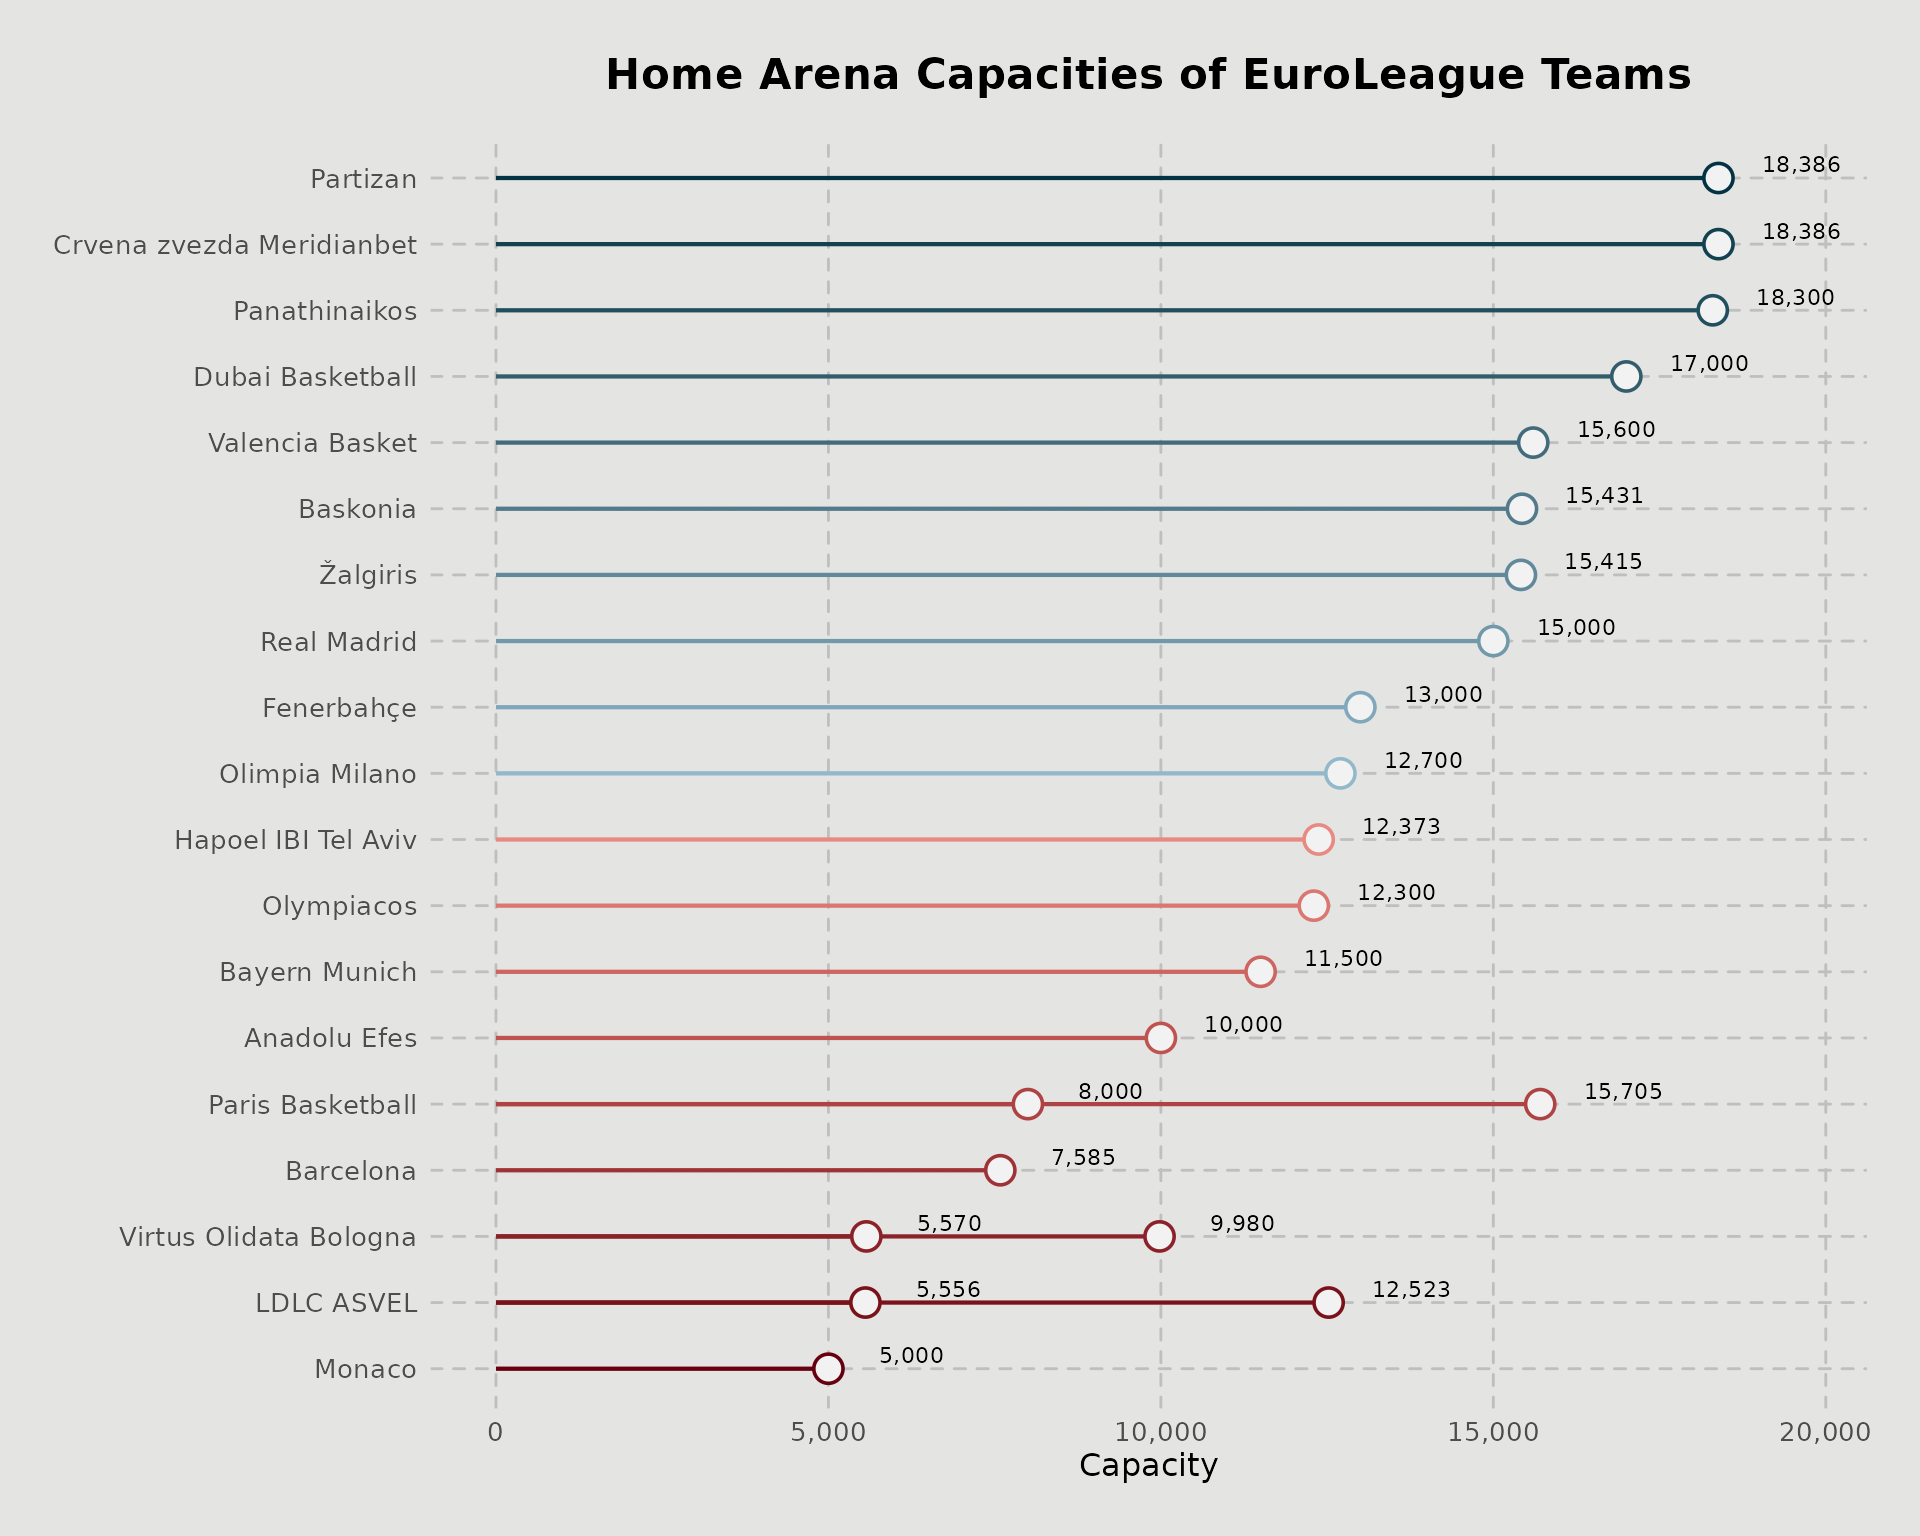 Home Arena Capacities of EuroLeague Teams
Partizan 18,386
Crvena zvezda Meridianbet 18,386
Panathinaikos 18,300
Dubai Basketball 17,000
Valencia Basket 15,600
Baskonia 15,431
Žalgiris 15,415
Real Madrid 15,000
Fenerbahçe 13,000
Olimpia Milano 12,700
Hapoel IBI Tel Aviv 12,373
Olympiacos 12,300
Bayern Munich 11,500
Anadolu Efes 10,000
Paris Basketball 8,000 15,705
Barcelona 7,585
Virtus Olidata Bologna 5,570 9,980
LDLC ASVEL 5,556 12,523
Monaco 5,000
0 5,000 10,000 15,000 20,000
Capacity